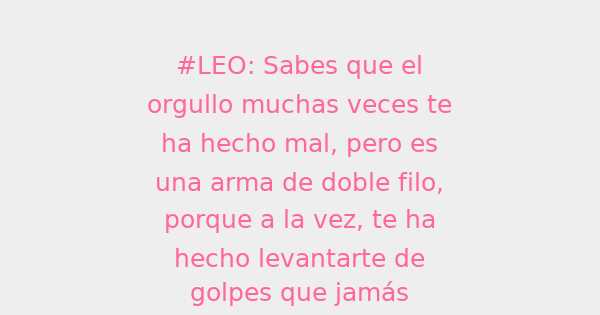 #LEO: Sabes que el
orgullo muchas veces te
ha hecho mal, pero es
una arma de doble filo,
porque a la vez, te ha
hecho levantarte de
golpes que jamás